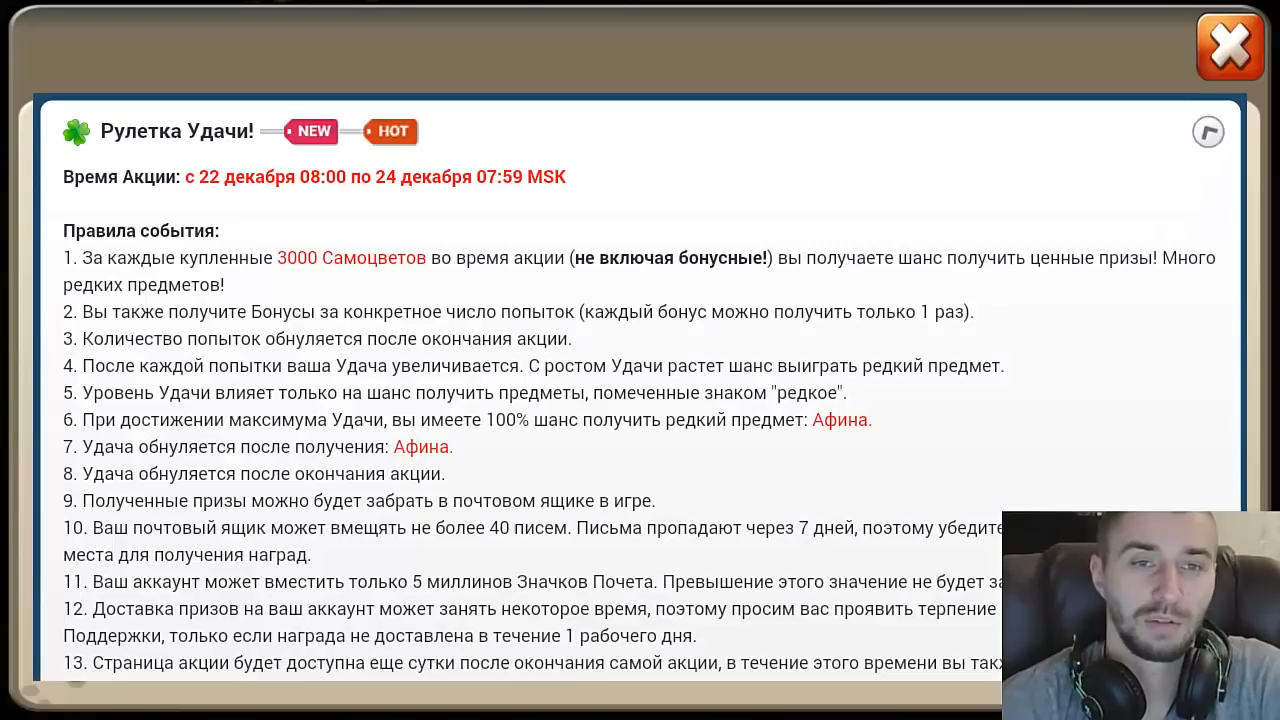 Рулетка Удачи! NEW HOT
Время Акции: с 22 декабря 08:00 по 24 декабря 07:59 MSK
Правила события:
1. За каждые купленные 3000 Самоцветов во время акции (не включая бонусные!) вы получаете шанс получить ценные призы! Много
редких предметов!
2. Вы также получите Бонусы за конкретное число попыток (каждый бонус можно получить только 1 раз).
3. Количество попыток обнуляется после окончания акции.
4. После каждой попытки ваша Удача увеличивается. С ростом Удачи растет шанс выиграть редкий предмет.
5. Уровень Удачи влияет только на шанс получить предметы, помеченные знаком "редкое".
6. При достижении максимума Удачи, вы имеете 100% шанс получить редкий предмет: Афина.
7. Удача обнуляется после получения: Афина.
8. Удача обнуляется после окончания акции.
9. Полученные призы можно будет забрать в почтовом ящике в игре.
10. Ваш почтовый ящик может вмещать не более 40 писем. Письма пропадают через 7 дней, поэтому
места для получения наград.
11. Ваш аккаунт может вместить только 5 миллинов Значков Почета. Превышение этого значение не будет
12. Доставка призов на ваш аккаунт может занять некоторое время, поэтому просим вас проявить терпение
Поддержки, только если награда не доставлена в течение 1 рабочего дня.
13. Страница акции будет доступна еще сутки после окончания самой акции, в течение этого времени вы